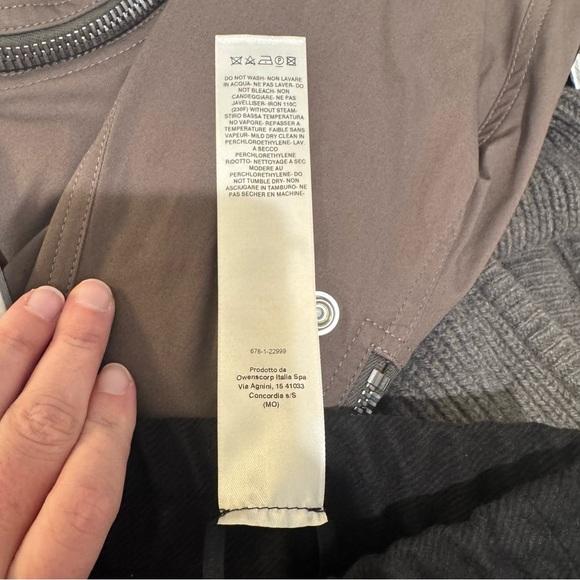 DO NOT WASH- NON LAVARE
IN ACQUA- NE PAS LAVER- DO
NOT BLEACH- NON
CANDEGGIARE- NE PAS
JAVELLISER- IRON 110C
(230F) WITHOUT STEAM-
STIRO BASSA TEMPERATURA
NO VAPORE- REPASSER A
TEMPERATURE FAIBLE SANS
VAPEUR- MILD DRY CLEAN IN
PERCHLOROETHYLENE- LAV.
A SECCO
PERCHLORETHYLENE
RIDOTTO- NETTOYAGE A SEC
MODERE AU
PERCHLORETHYLENE- DO
NOT TUMBLE DRY- NON
ASCIUGARE IN TAMBURO- NE
PAS SECHER EN MACHINE-
678-1-22999
Prodotto da
Owenscorp Italia Spa
Via Agnini, 15 41033
Concordia s/S
(MO)